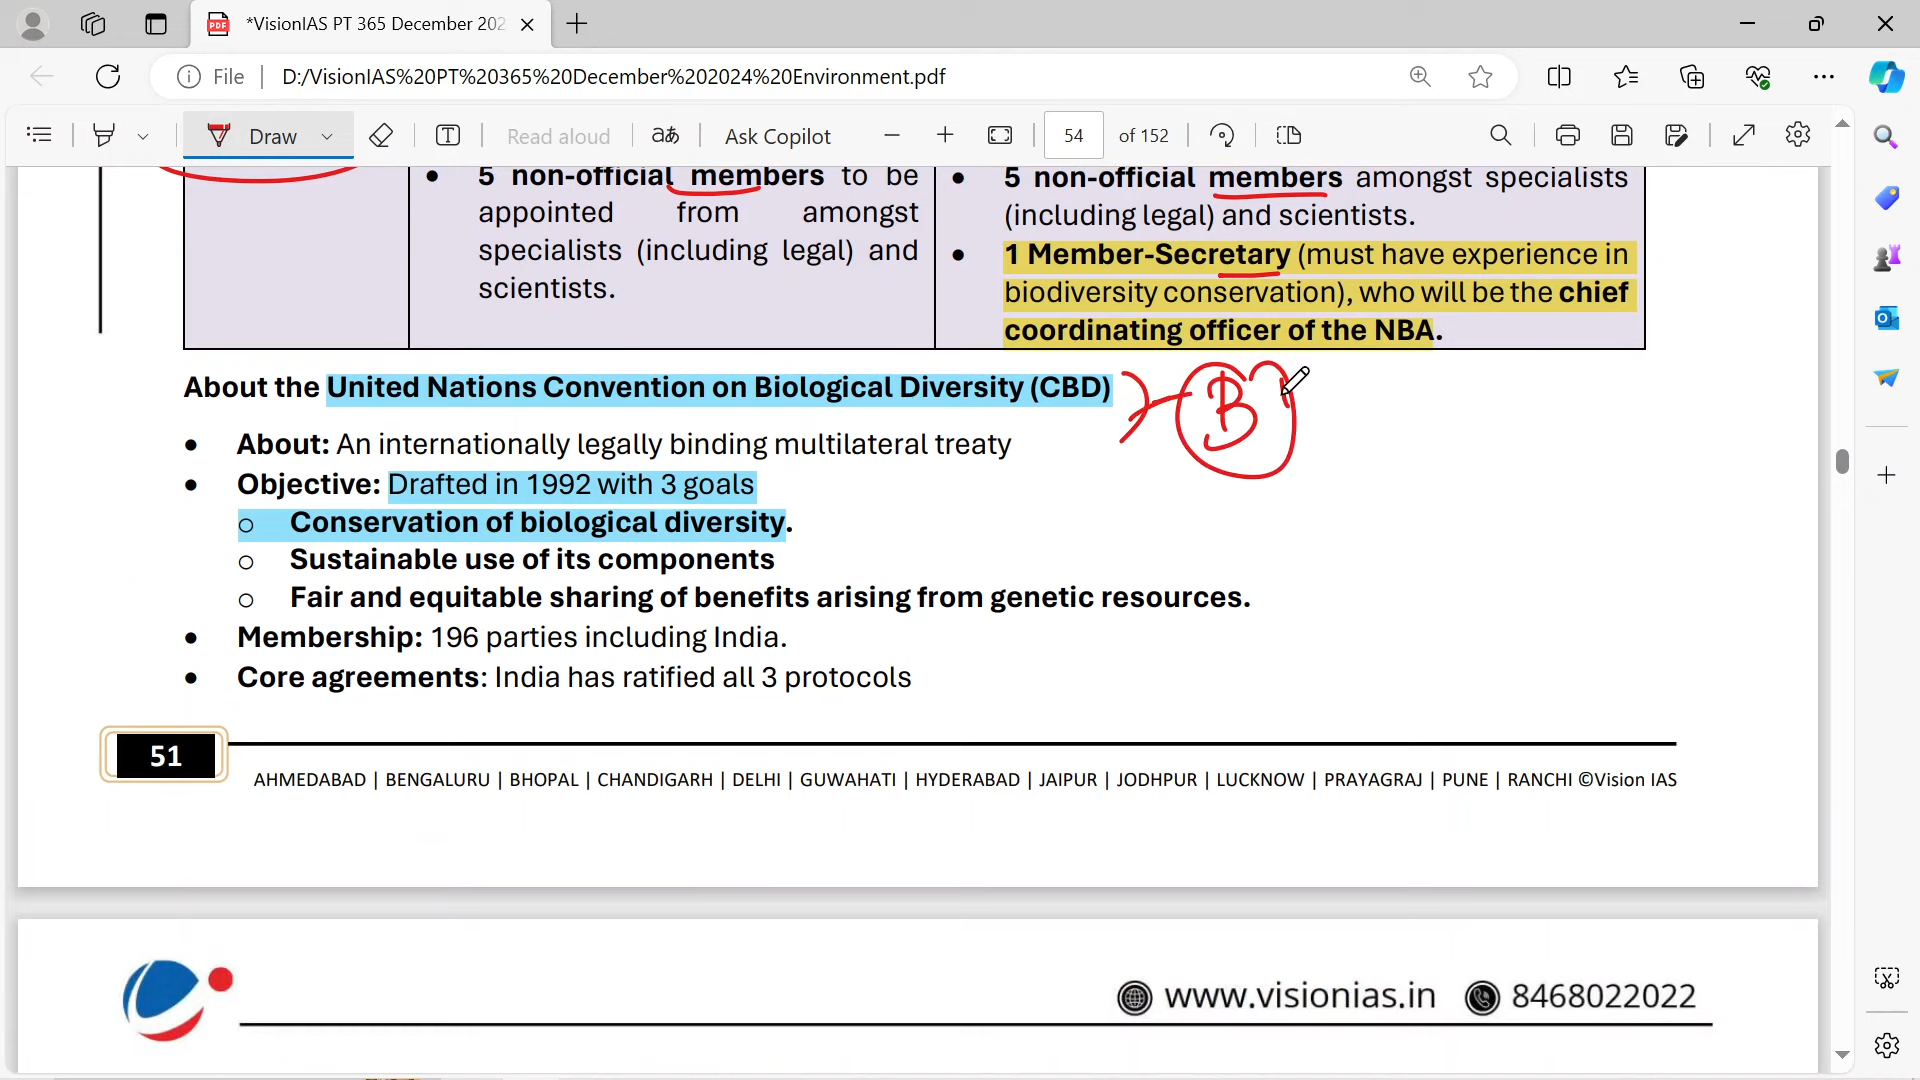 *VisionIAS PT 365 December 202
File
D:/VisionIAS%20PT%20365%20December%202024%20Environment.pdf
Draw
Read aloud
aあ
Ask Copilot
54
of 152
• 5 non-official members to be
appointed from amongst
specialists (including legal) and
scientists.
• 5 non-official members amongst specialists
(including legal) and scientists.
• 1 Member-Secretary (must have experience in
biodiversity conservation), who will be the chief
coordinating officer of the NBA.
About the United Nations Convention on Biological Diversity (CBD)
B
• About: An internationally legally binding multilateral treaty
• Objective: Drafted in 1992 with 3 goals
o Conservation of biological diversity.
o Sustainable use of its components
o Fair and equitable sharing of benefits arising from genetic resources.
• Membership: 196 parties including India.
• Core agreements: India has ratified all 3 protocols
51
AHMEDABAD | BENGALURU | BHOPAL | CHANDIGARH | DELHI | GUWAHATI | HYDERABAD | JAIPUR | JODHPUR | LUCKNOW | PRAYAGRAJ | PUNE | RANCHI ©Vision IAS
www.visionias.in
8468022022